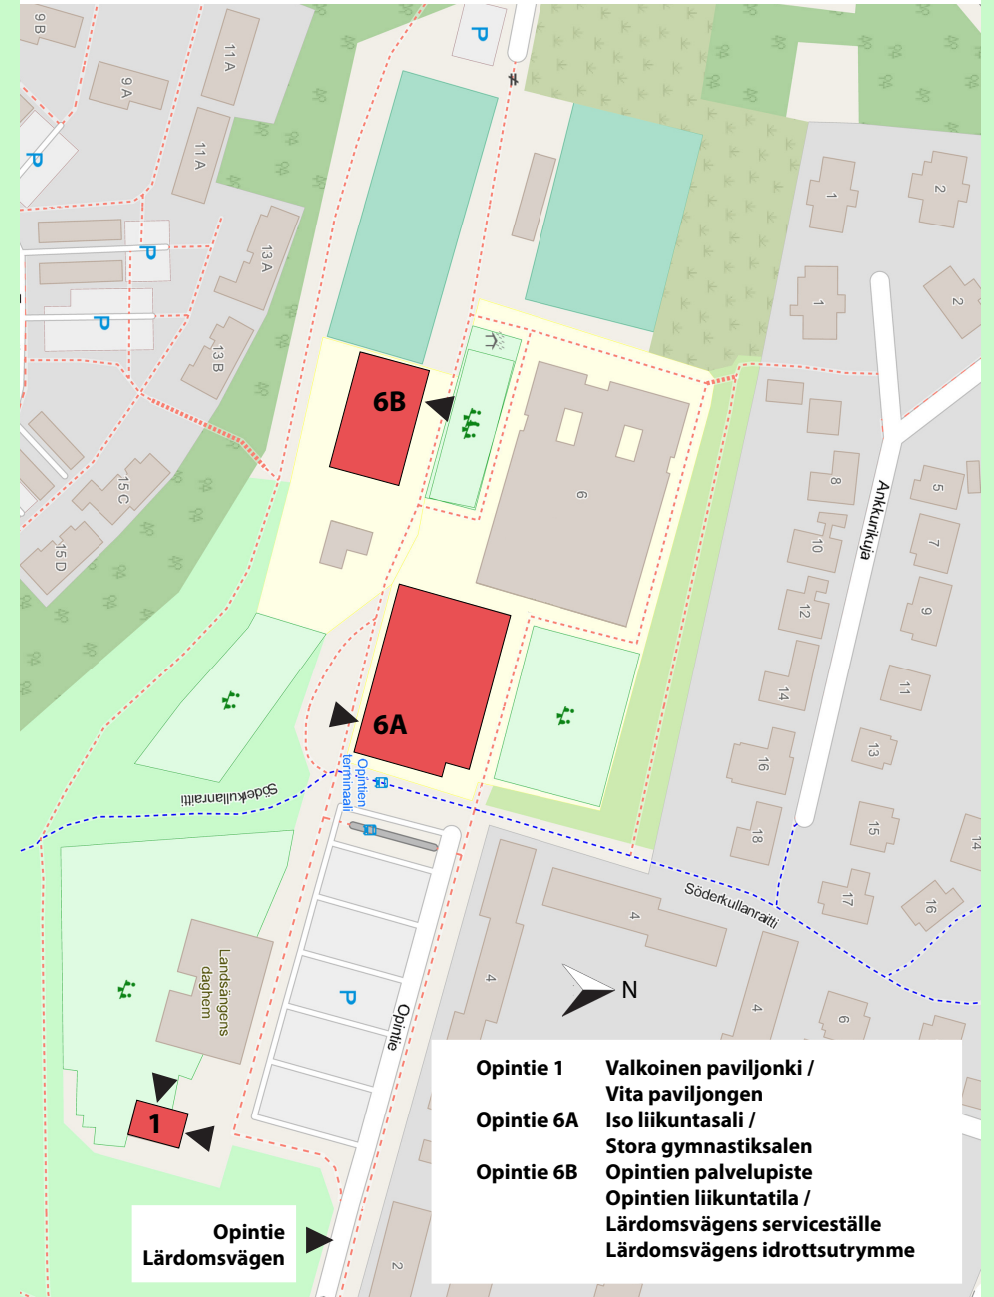 9 B
11 A
P
9 A
P
11 A
1
2
13 A
P
1
2
P
13 B
6B
15 C
6
8
5
Ankkurikuja
10
7
15 D
12
9
14
11
6A
13
16
Opintien
terminaali
Söderkullanraitti
18
15
14
Söderkullanraitti
17
16
4
4
4
6
Landsängens
daghem
P
Opintie
N
1
Opintie 1 Valkoinen paviljonki /
Vita paviljongen
Opintie 6A Iso liikuntasali /
Stora gymnastiksalen
Opintie 6B Opintien palvelupiste
Opintien liikuntatila /
Lärdomsvägens serviceställe
Lärdomsvägens idrottsutrymme
Opintie
Lärdomsvägen
2